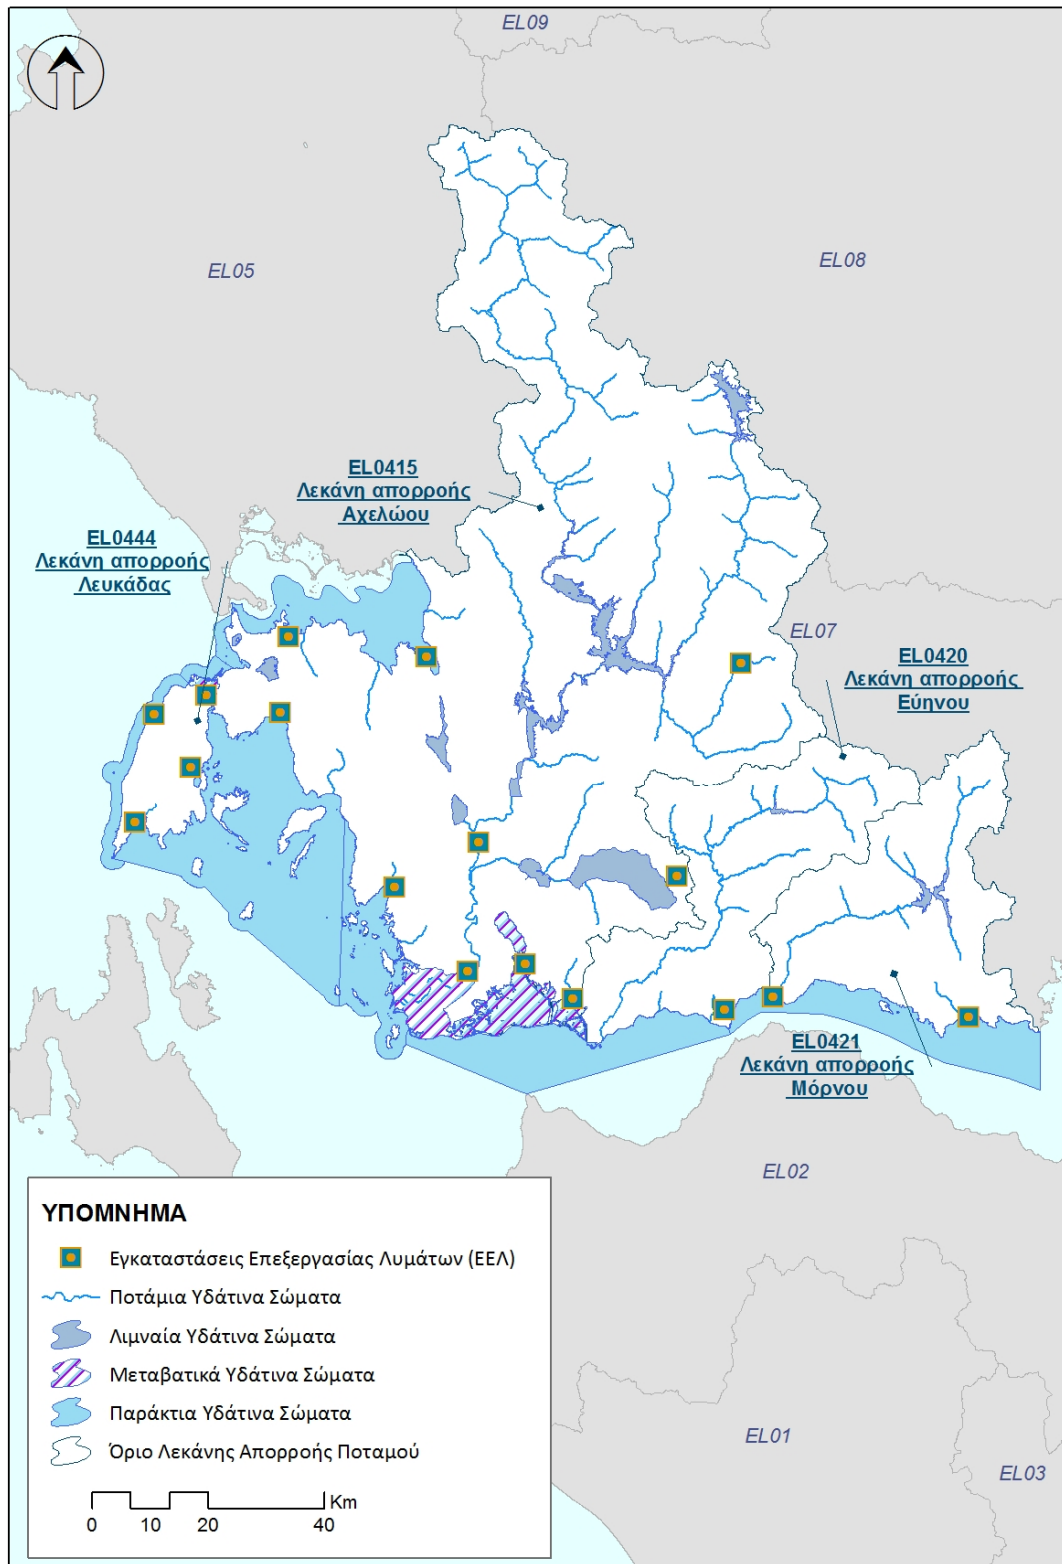 EL09
EL05
EL08
EL0415
Λεκάνη απορροής
Αχελώου
EL0444
Λεκάνη απορροής
Λευκάδας
EL07
EL0420
Λεκάνη απορροής
Εύηνου
EL0421
Λεκάνη απορροής
Μόρνου
EL02
ΥΠΟΜΝΗΜΑ
Εγκαταστάσεις Επεξεργασίας Λυμάτων (ΕΕΛ)
Ποτάμια Υδάτινα Σώματα
Λιμναία Υδάτινα Σώματα
Μεταβατικά Υδάτινα Σώματα
Παράκτια Υδάτινα Σώματα
Όριο Λεκάνης Απορροής Ποταμού
Km
0 10 20 40
EL01
EL03